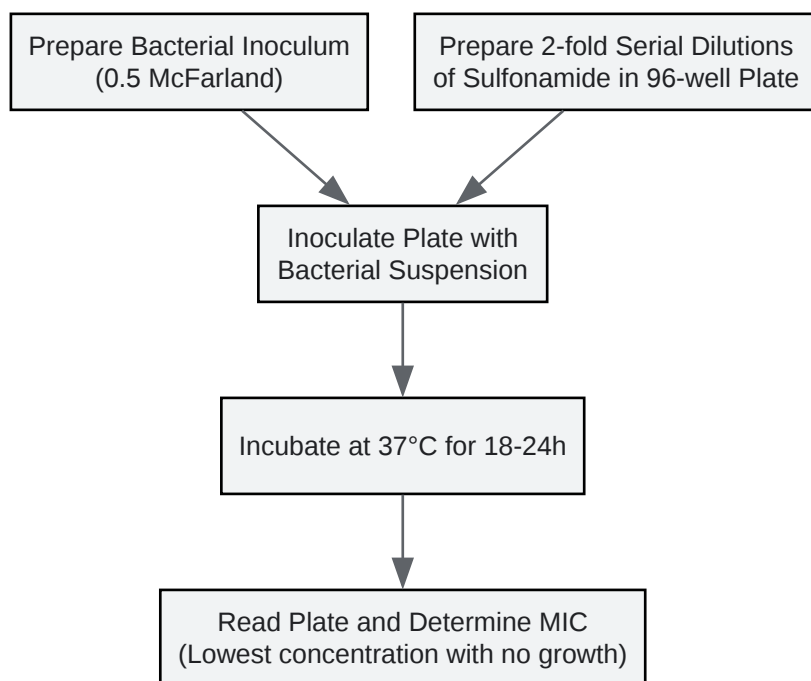 Prepare Bacterial Inoculum
(0.5 McFarland)
Prepare 2-fold Serial Dilutions
of Sulfonamide in 96-well Plate
Inoculate Plate with
Bacterial Suspension
Incubate at 37°C for 18-24h
Read Plate and Determine MIC
(Lowest concentration with no growth)